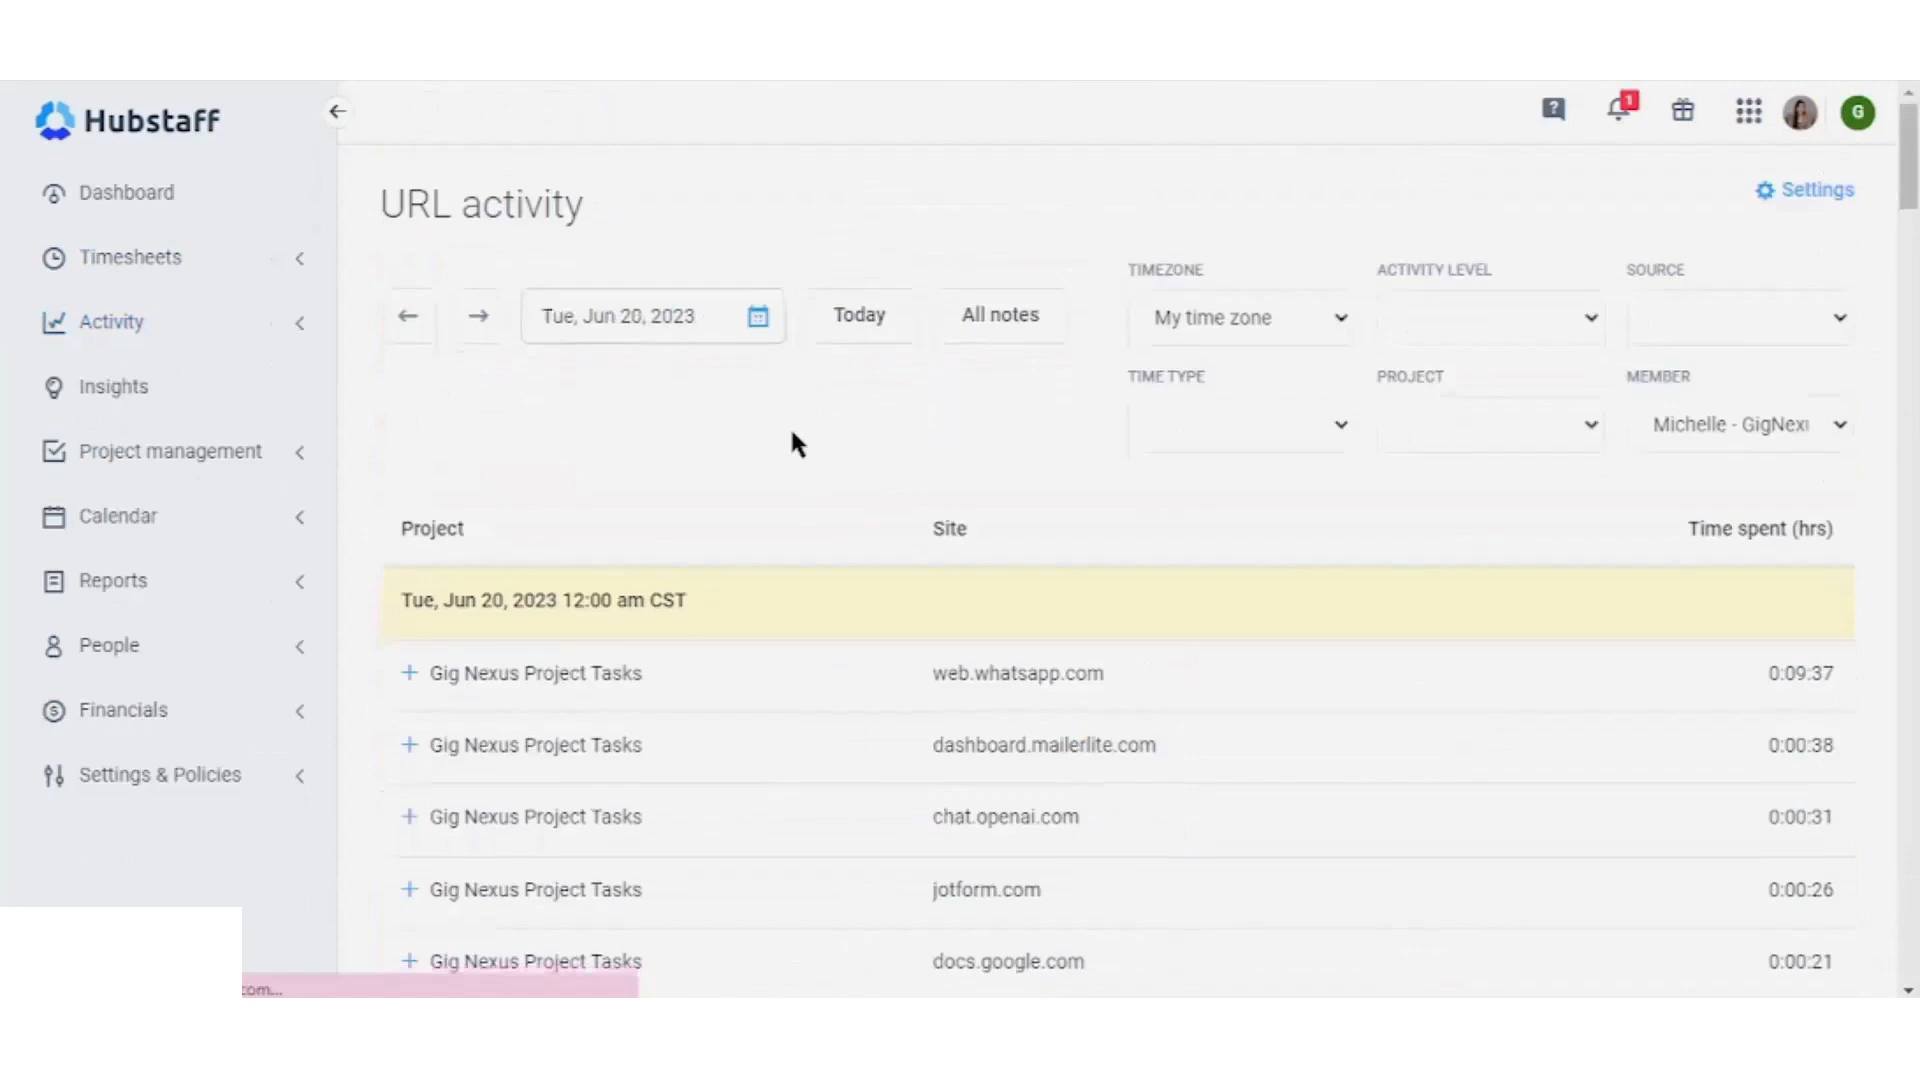 Hubstaff
?
1
G
Dashboard
Timesheets
Activity
Insights
Project management
Calendar
Reports
People
Financials
Settings & Policies
URL activity
Settings
Tue, Jun 20, 2023
Today
All notes
TIMEZONE
ACTIVITY LEVEL
SOURCE
My time zone
TIME TYPE
PROJECT
MEMBER
Michelle - GigNex
Project Site Time spent (hrs)
Tue, Jun 20, 2023 12:00 am CST
+ Gig Nexus Project Tasks web.whatsapp.com 0:09:37
+ Gig Nexus Project Tasks dashboard.mailerlite.com 0:00:38
+ Gig Nexus Project Tasks chat.openai.com 0:00:31
+ Gig Nexus Project Tasks jotform.com 0:00:26
+ Gig Nexus Project Tasks docs.google.com 0:00:21
com...